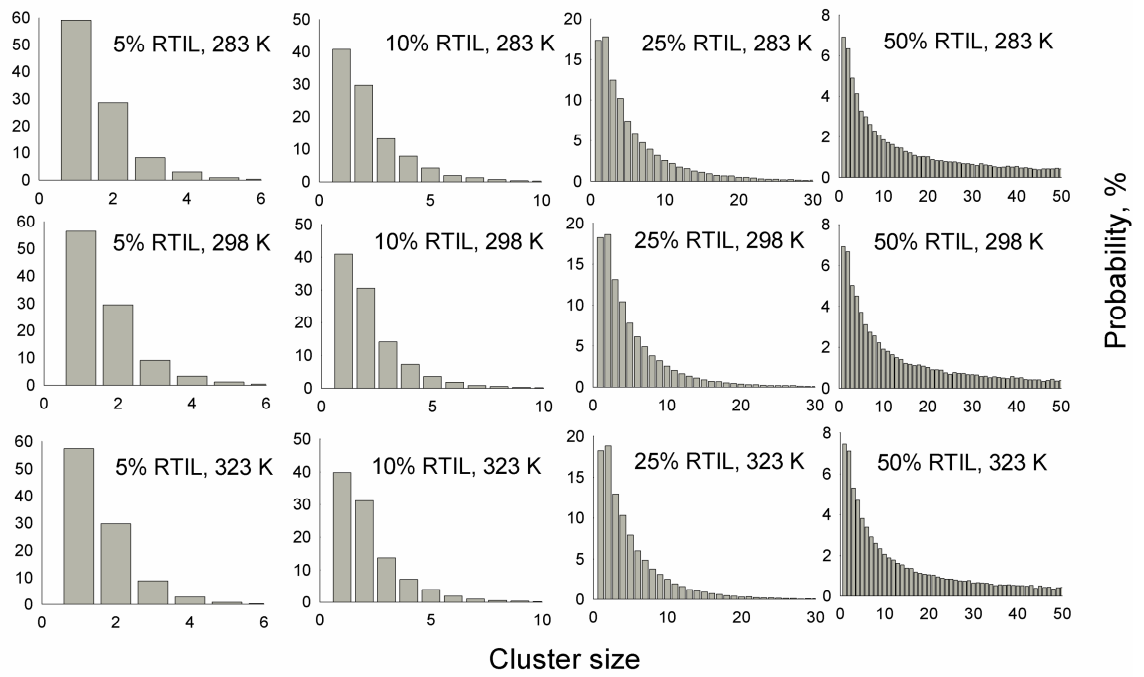 5% RTIL, 283 K
60
50
40
30
20
10
0
0 2 4 6
10% RTIL, 283 K
50
40
30
20
10
0
0 5 10
25% RTIL, 283 K
20
15
10
5
0
0 10 20 30
50% RTIL, 283 K
8
6
4
2
0
0 10 20 30 40 50
5% RTIL, 298 K
60
50
40
30
20
10
0
0 2 4 6
10% RTIL, 298 K
50
40
30
20
10
0
0 5 10
25% RTIL, 298 K
20
15
10
5
0
0 10 20 30
50% RTIL, 298 K
8
6
4
2
0
0 10 20 30 40 50
5% RTIL, 323 K
60
50
40
30
20
10
0
0 2 4 6
10% RTIL, 323 K
50
40
30
20
10
0
0 5 10
25% RTIL, 323 K
20
15
10
5
0
0 10 20 30
50% RTIL, 323 K
8
6
4
2
0
0 10 20 30 40 50
Probability, %
Cluster size